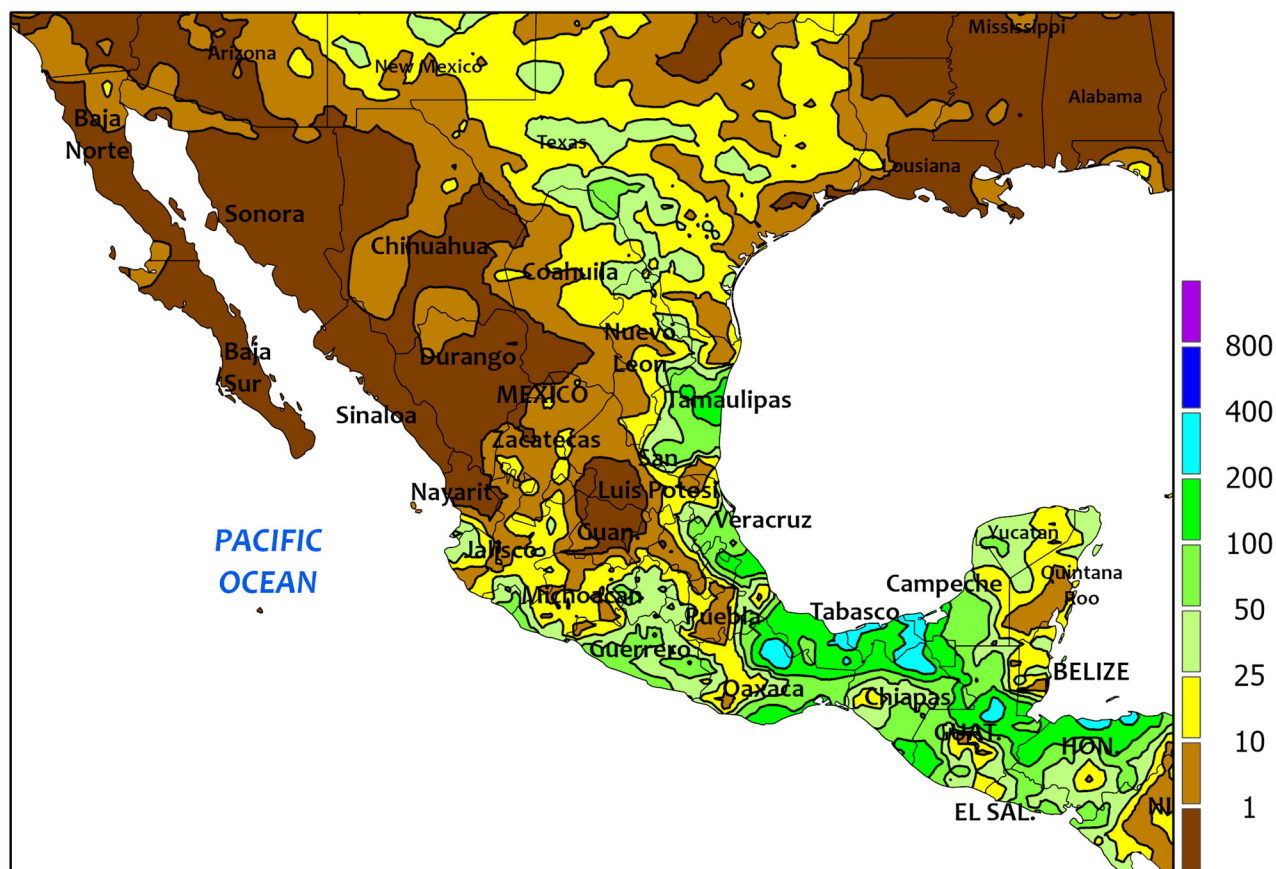 Mississippi
Arizona
New Mexico
Alabama
Baja
Norte
Texas
Lousiana
Sonora
Chinuahua
Coahuila
Nuevo
Leon
Baja
Sur
Durango
MEXICO
Tamaulipas
Sinaloa
Zacatecas
San
Luis Potosi
Nayarit
Veracruz
Guan.
Jalisco
Yucatan
PACIFIC
OCEAN
Campeche
Quintana
Roo
Michoacan
Puebla
Tabasco
Guerrero
BELIZE
Oaxaca
Chiapas
GUAT.
HON.
EL SAL.
NI
800
400
200
100
50
25
10
1